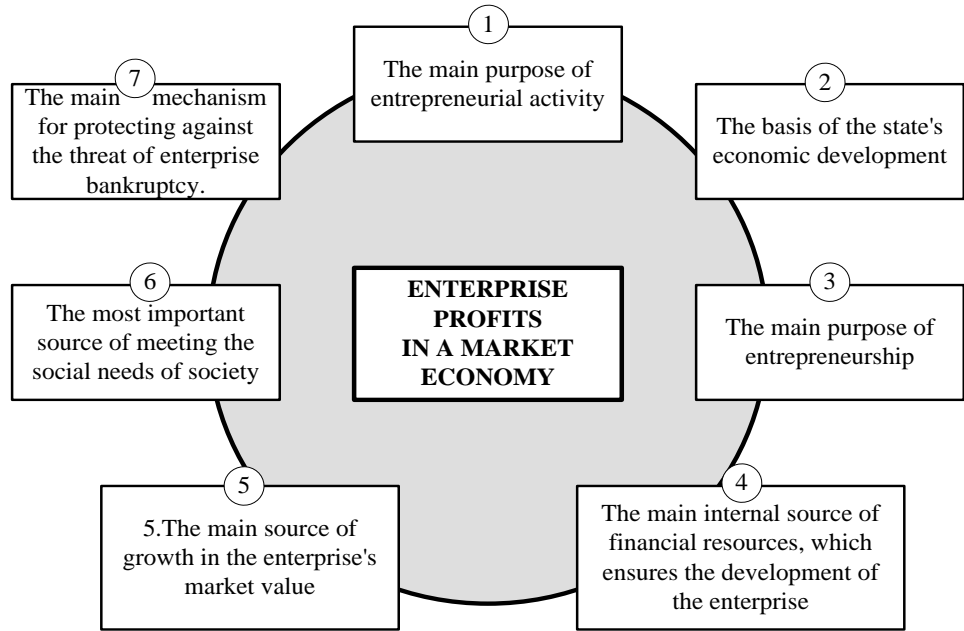 1
The main purpose of
entrepreneurial activity
2
The basis of the state's
economic development
3
The main purpose of
entrepreneurship
4
The main internal source of
financial resources, which
ensures the development of
the enterprise
5
5.The main source of
growth in the enterprise's
market value
6
The most important
source of meeting the
social needs of society
7
The main mechanism
for protecting against
the threat of enterprise
bankruptcy.
ENTERPRISE
PROFITS
IN A MARKET
ECONOMY